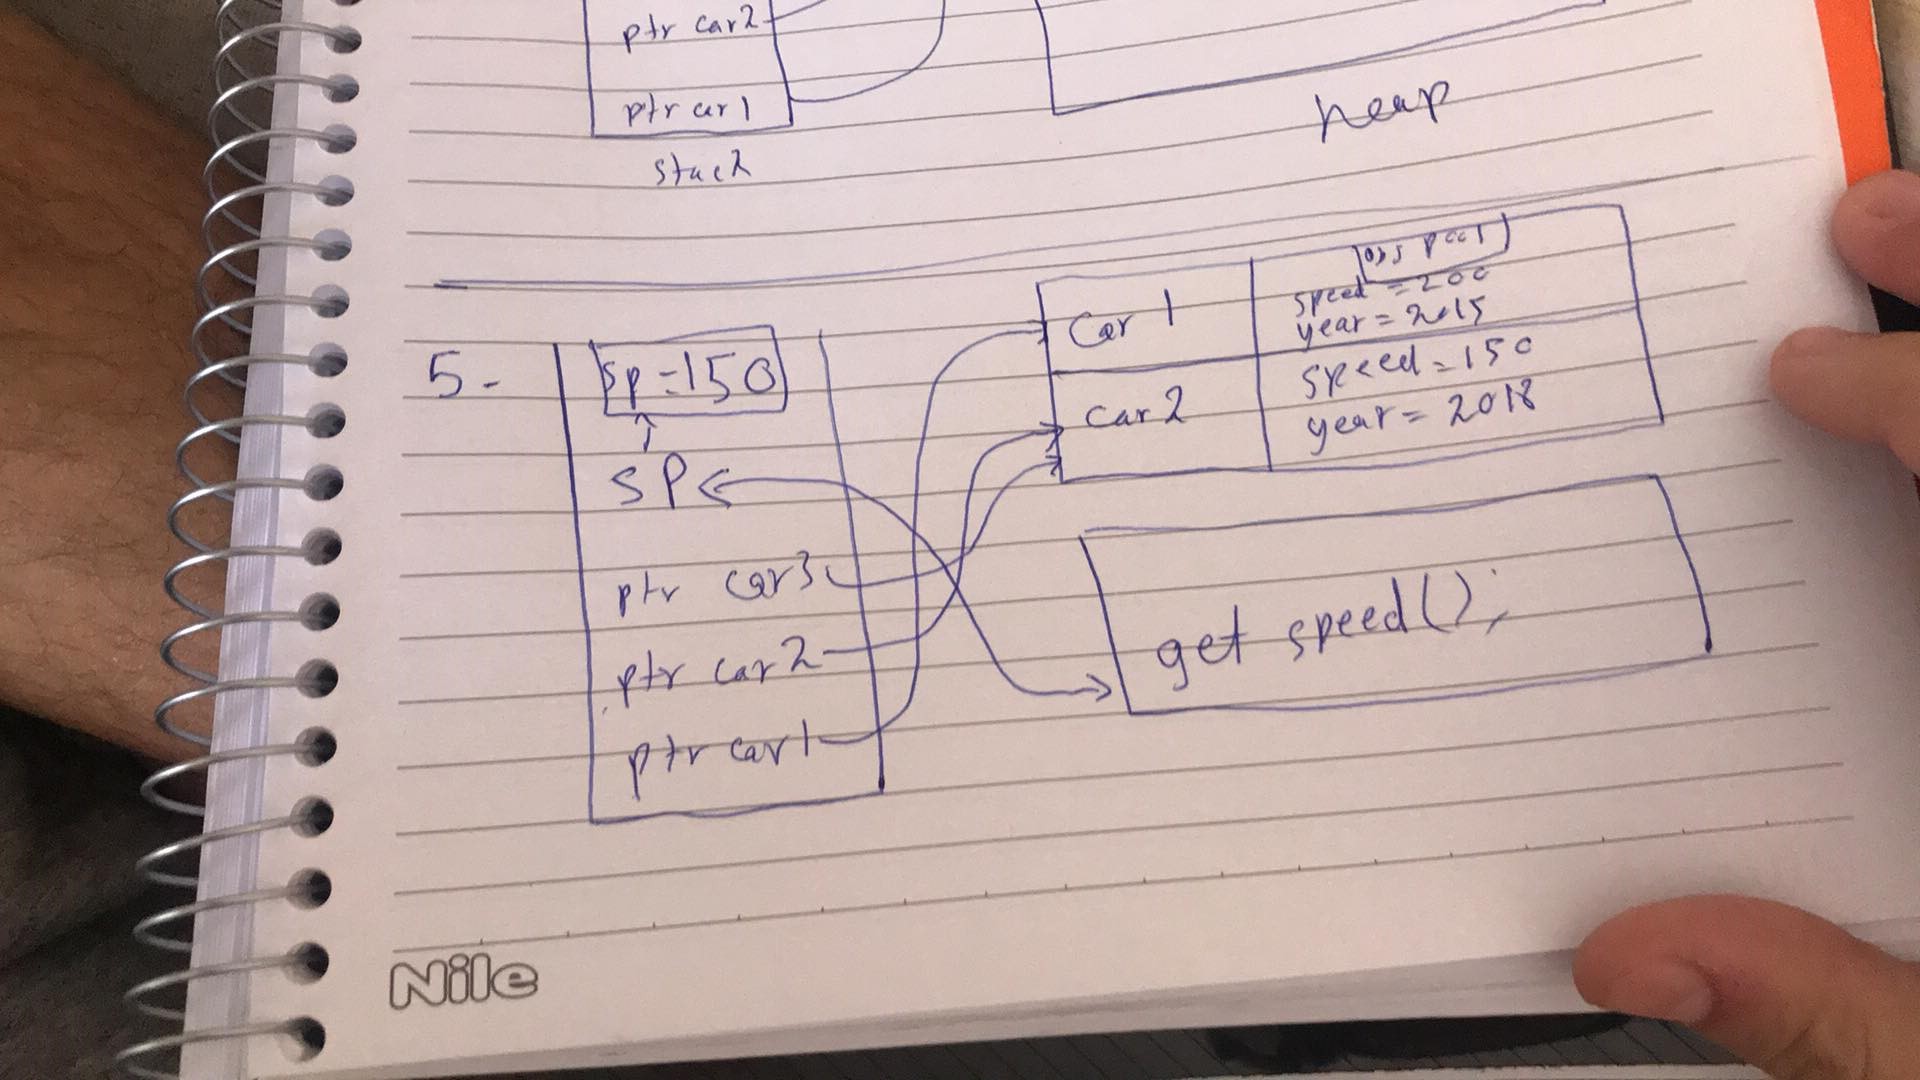 ptr car2
ptr car1
stack
heap
5-
sp=150
SP
ptr car3
ptr car2
ptr car1
Car 1
speed = 200
year = 2015
car 2
speed = 150
year = 2018
get speed();
Nile